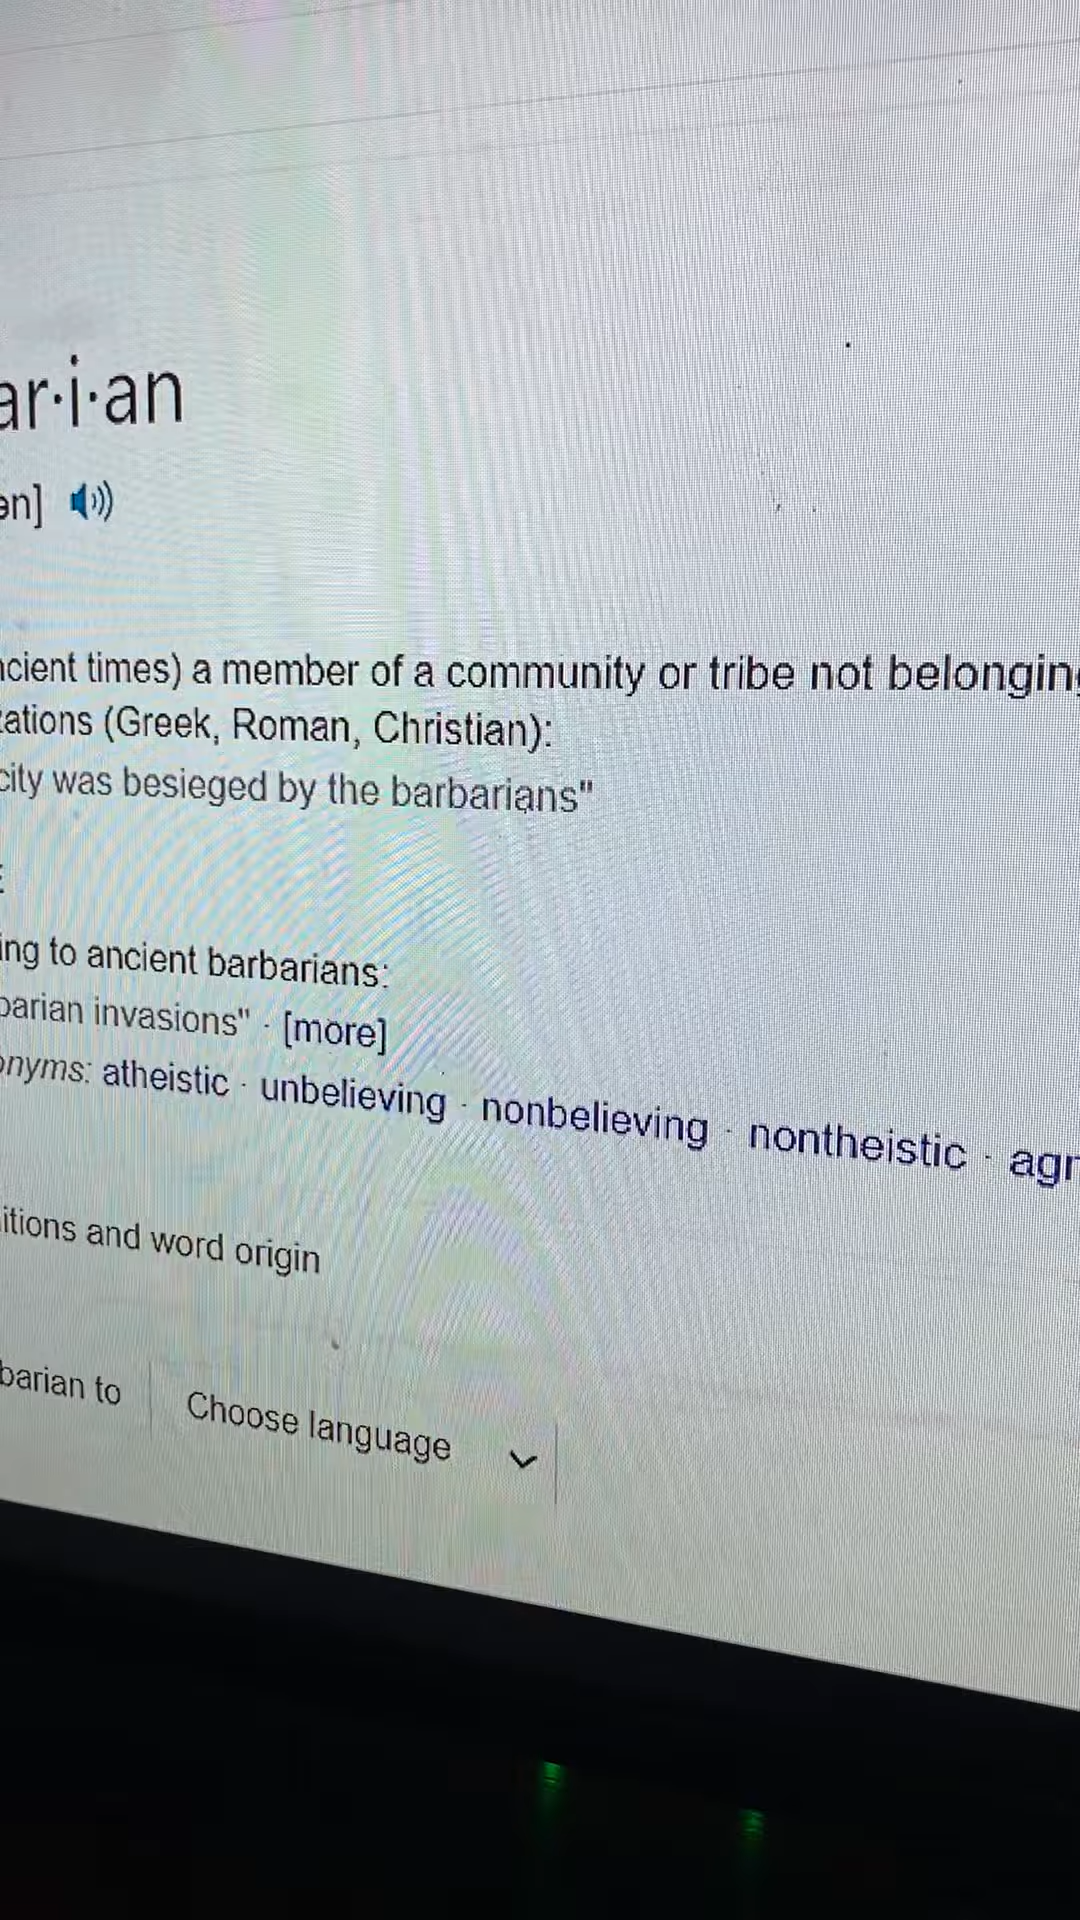 ar·i·an
ən]
ncient times) a member of a community or tribe not belonging
zations (Greek, Roman, Christian):
city was besieged by the barbarians"
ing to ancient barbarians:
barian invasions" · [more]
onyms: atheistic · unbelieving · nonbelieving · nontheistic · agr
itions and word origin
barian to
Choose language